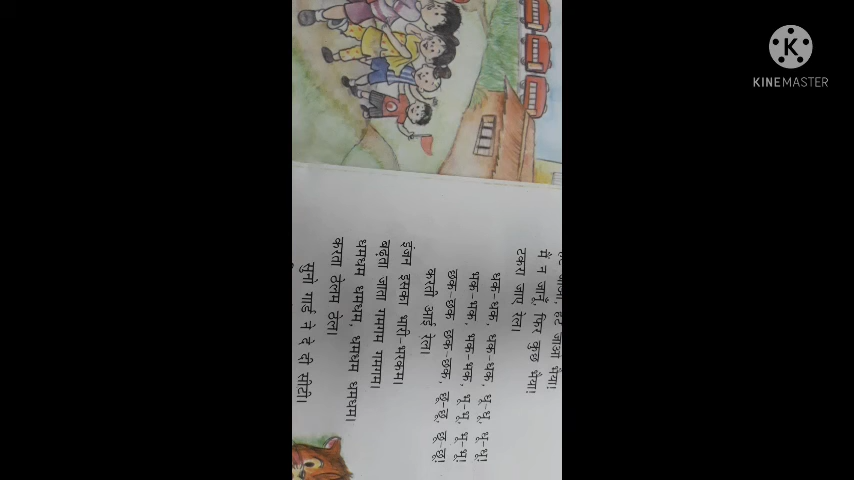 जाओ, हट जाओ भैया!
मैं न जानूँ, फिर कुछ भैया!
टकरा जाए रेल।
धक-धक, धक-धक, धू-धू, धू-धू!
भक-भक, भक-भक, भू-भू, भू-भू!
छक-छक छक-छक, छू-छू, छू-छू!
करती आई रेल।
इंजन इसका भारी-भरकम।
बढ़ता जाता गमगम गमगम।
धमधम धमधम, धमधम धमधम।
करता ठेलम ठेल।
सुनो गार्ड ने दे दी सीटी।
KINEMASTER